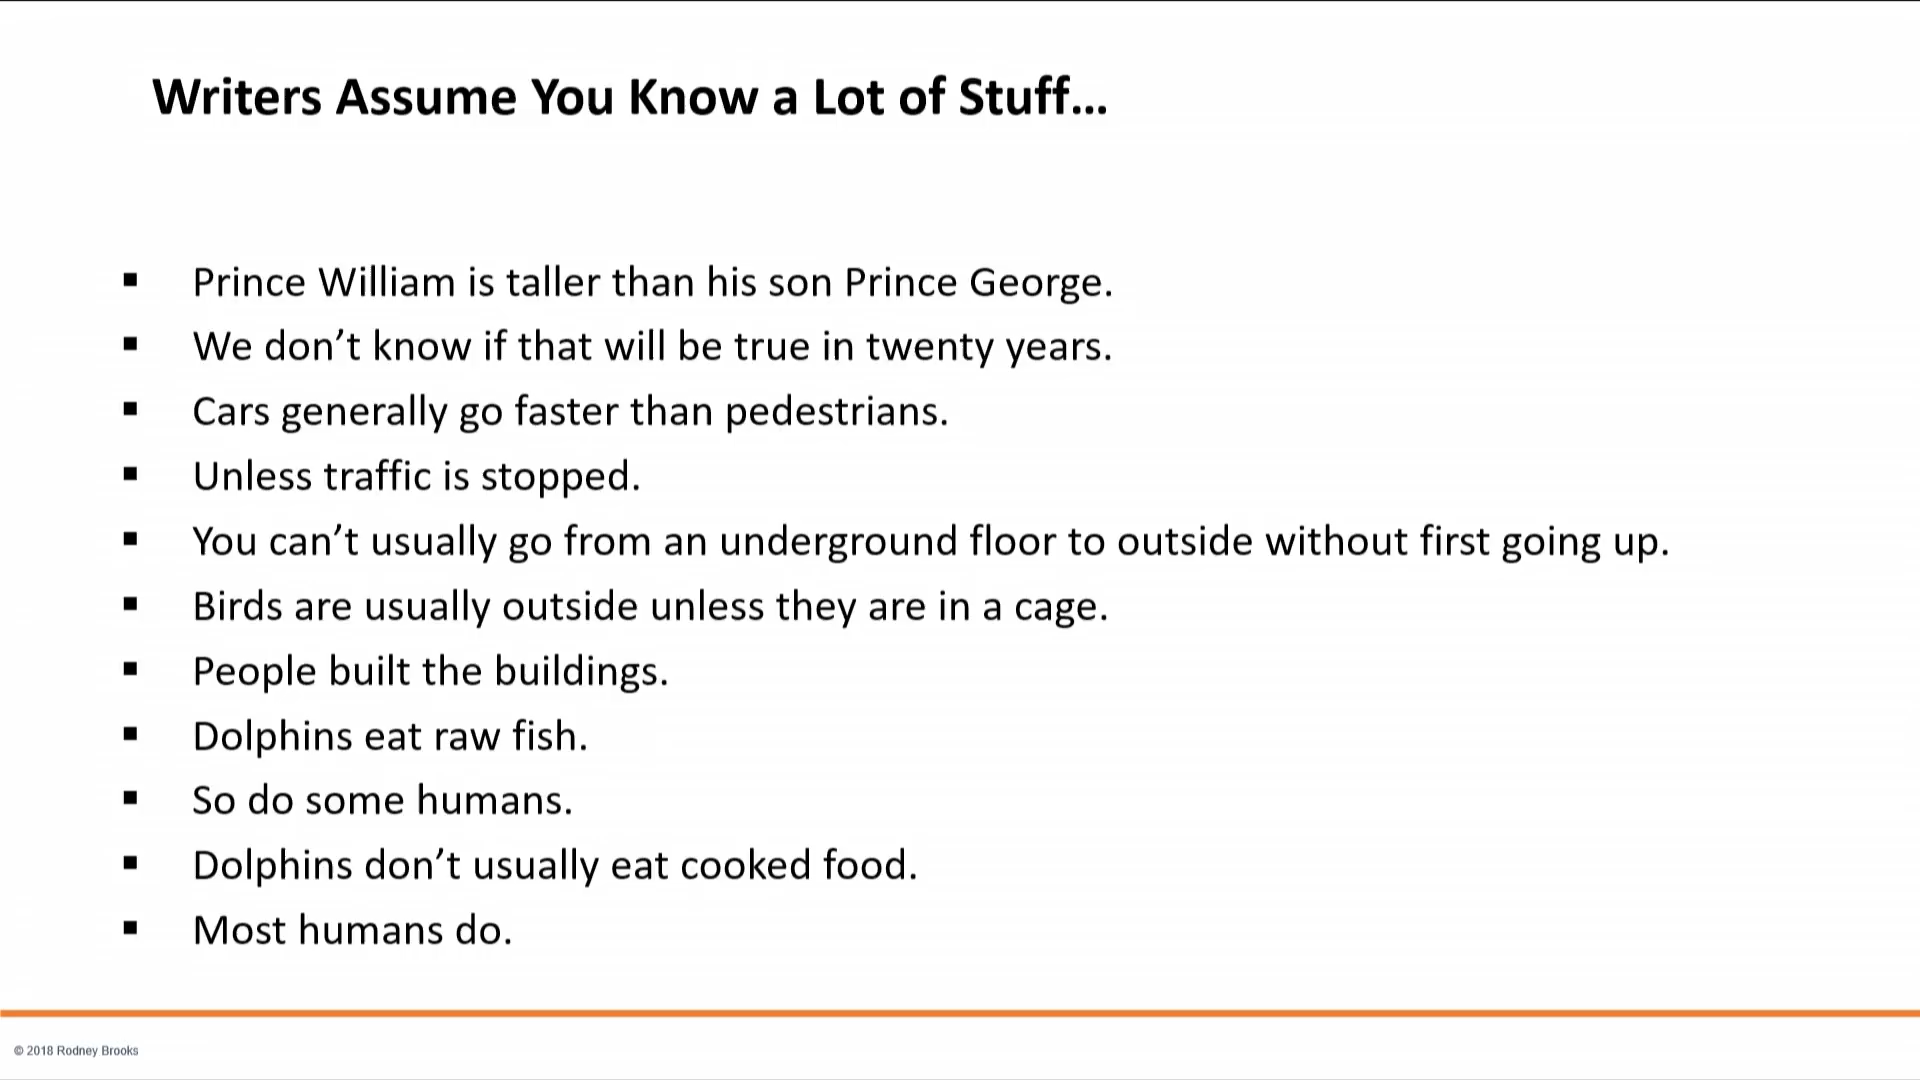 Writers Assume You Know a Lot of Stuff...
▪ Prince William is taller than his son Prince George.
▪ We don’t know if that will be true in twenty years.
▪ Cars generally go faster than pedestrians.
▪ Unless traffic is stopped.
▪ You can’t usually go from an underground floor to outside without first going up.
▪ Birds are usually outside unless they are in a cage.
▪ People built the buildings.
▪ Dolphins eat raw fish.
▪ So do some humans.
▪ Dolphins don’t usually eat cooked food.
▪ Most humans do.
© 2018 Rodney Brooks